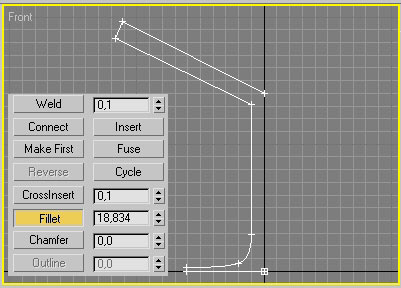 Front
Weld 0,1
Connect Insert
Make First Fuse
Reverse Cycle
CrossInsert 0,1
Fillet 18,834
Chamfer 0,0
Outline 0,0